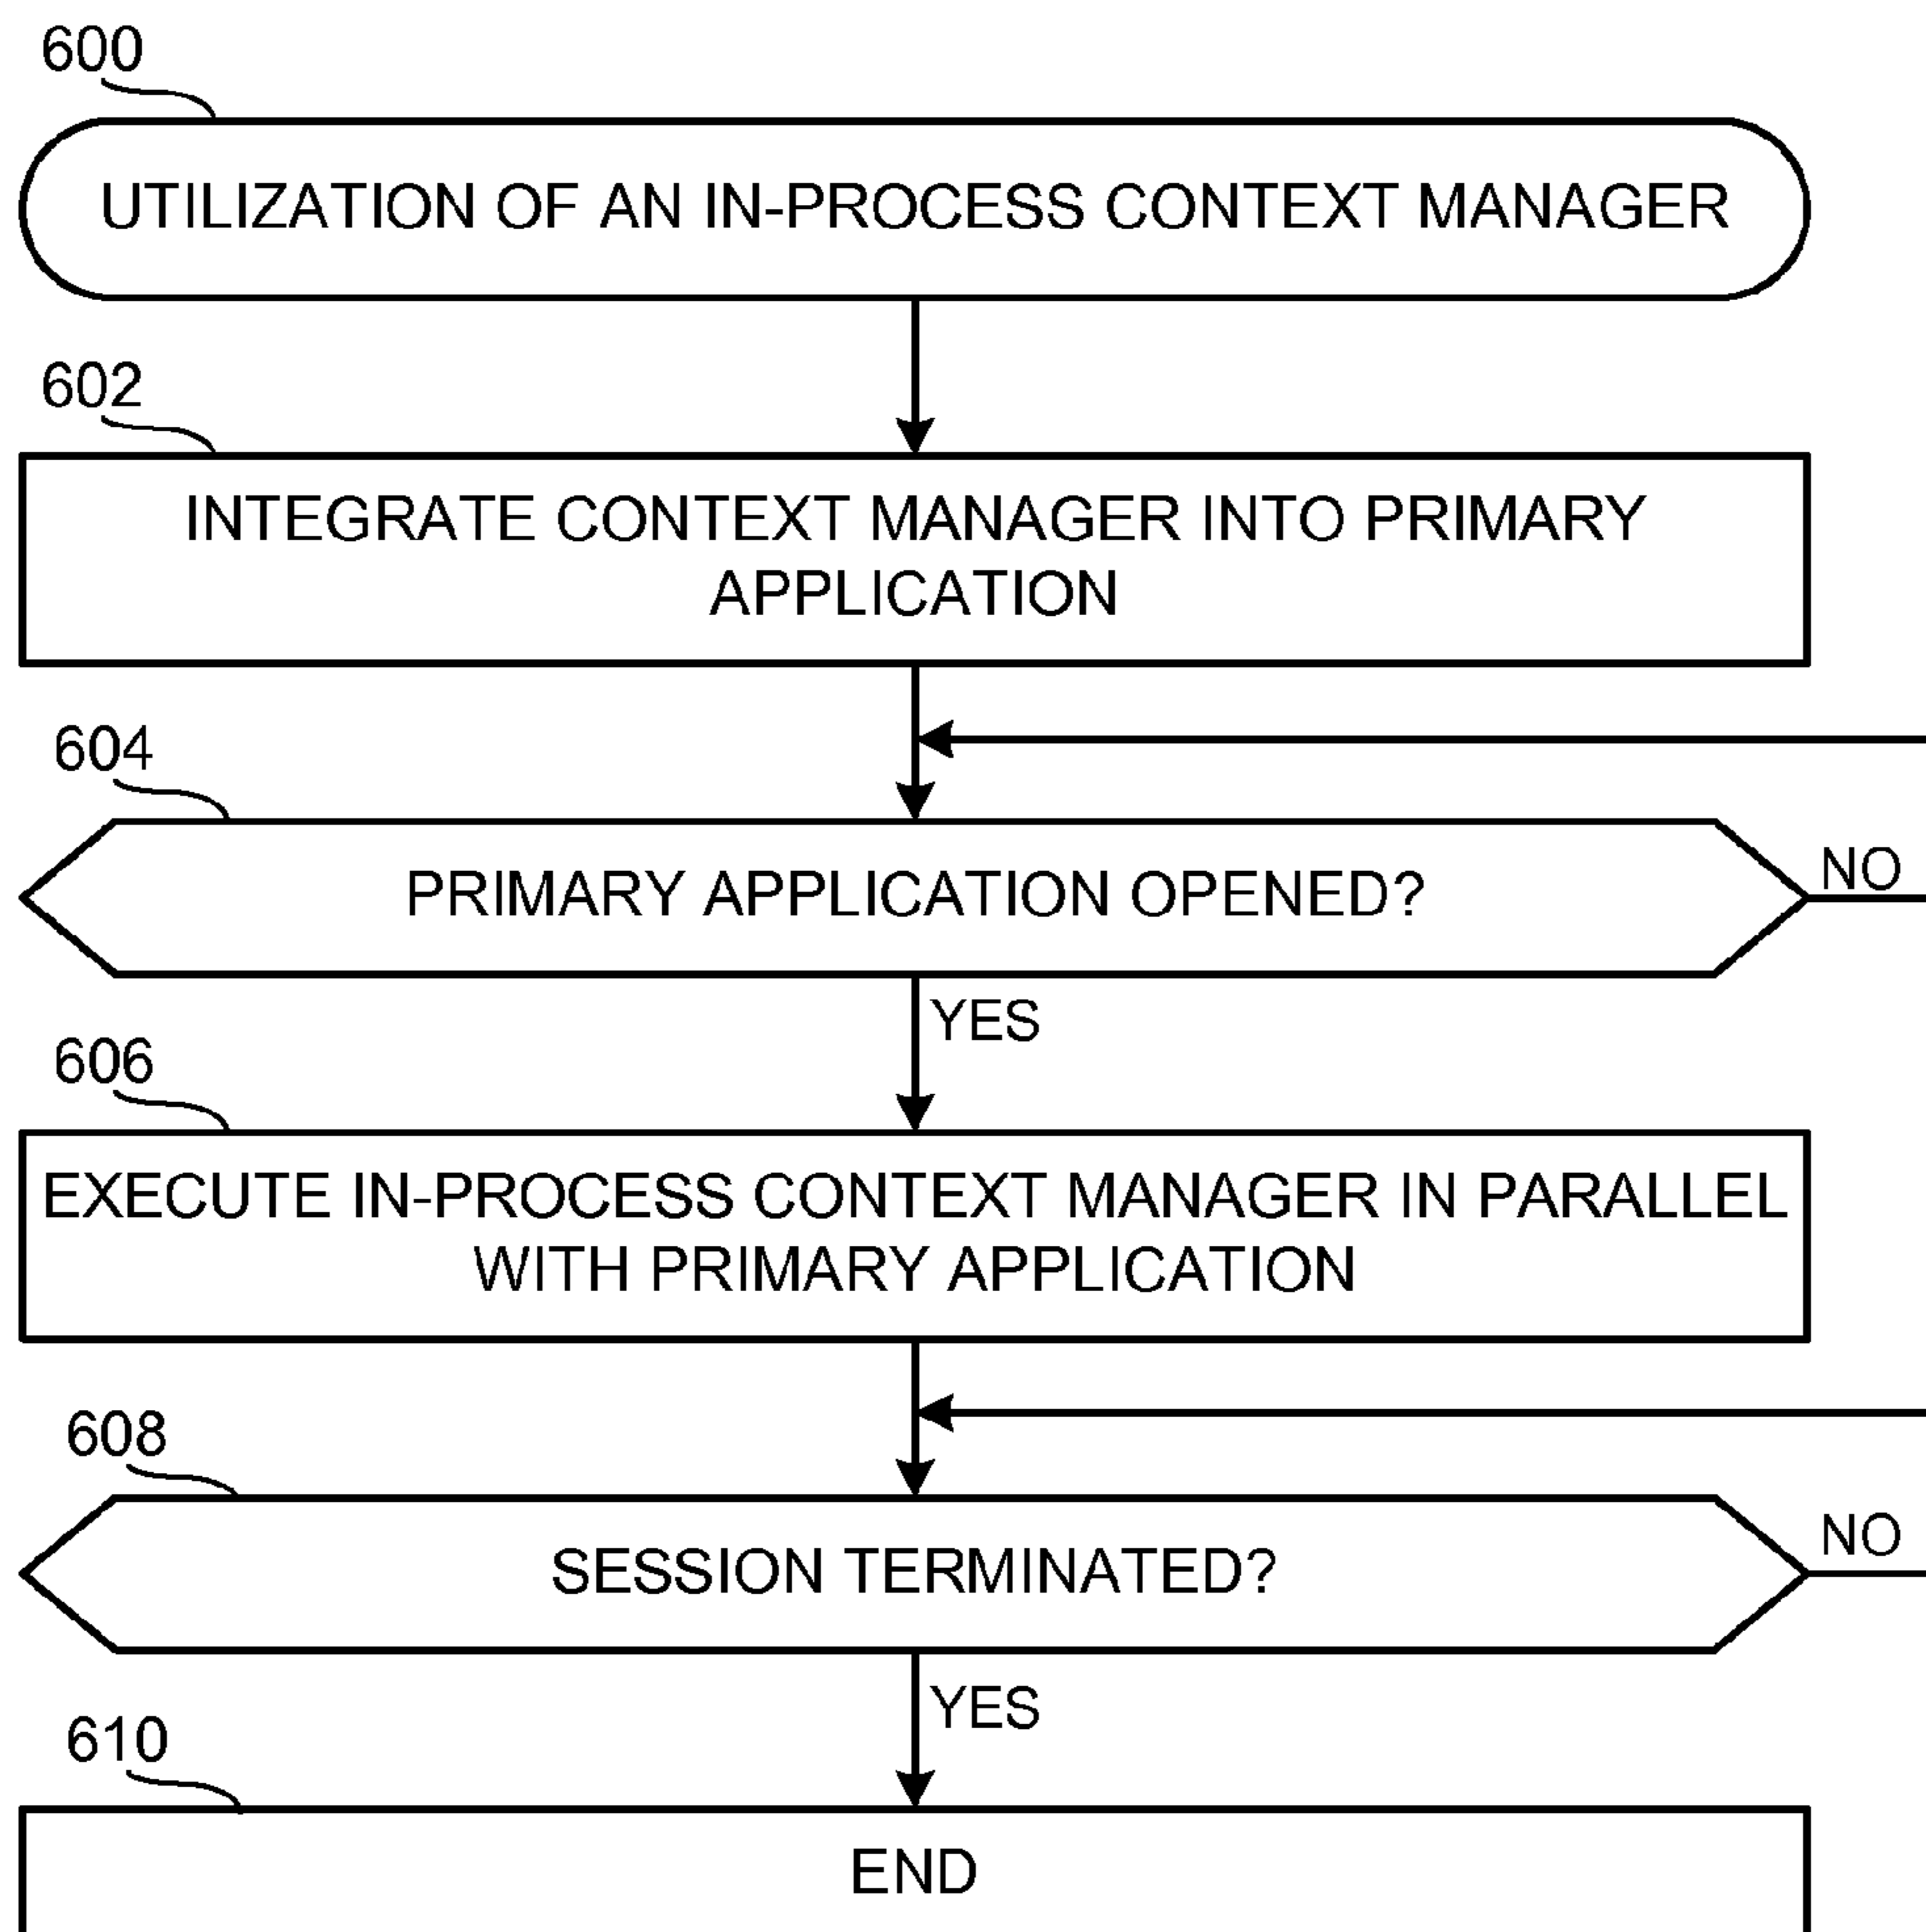 600
UTILIZATION OF AN IN-PROCESS CONTEXT MANAGER
602
INTEGRATE CONTEXT MANAGER INTO PRIMARY
APPLICATION
604
PRIMARY APPLICATION OPENED?
NO
YES
606
EXECUTE IN-PROCESS CONTEXT MANAGER IN PARALLEL
WITH PRIMARY APPLICATION
608
SESSION TERMINATED?
NO
YES
610
END